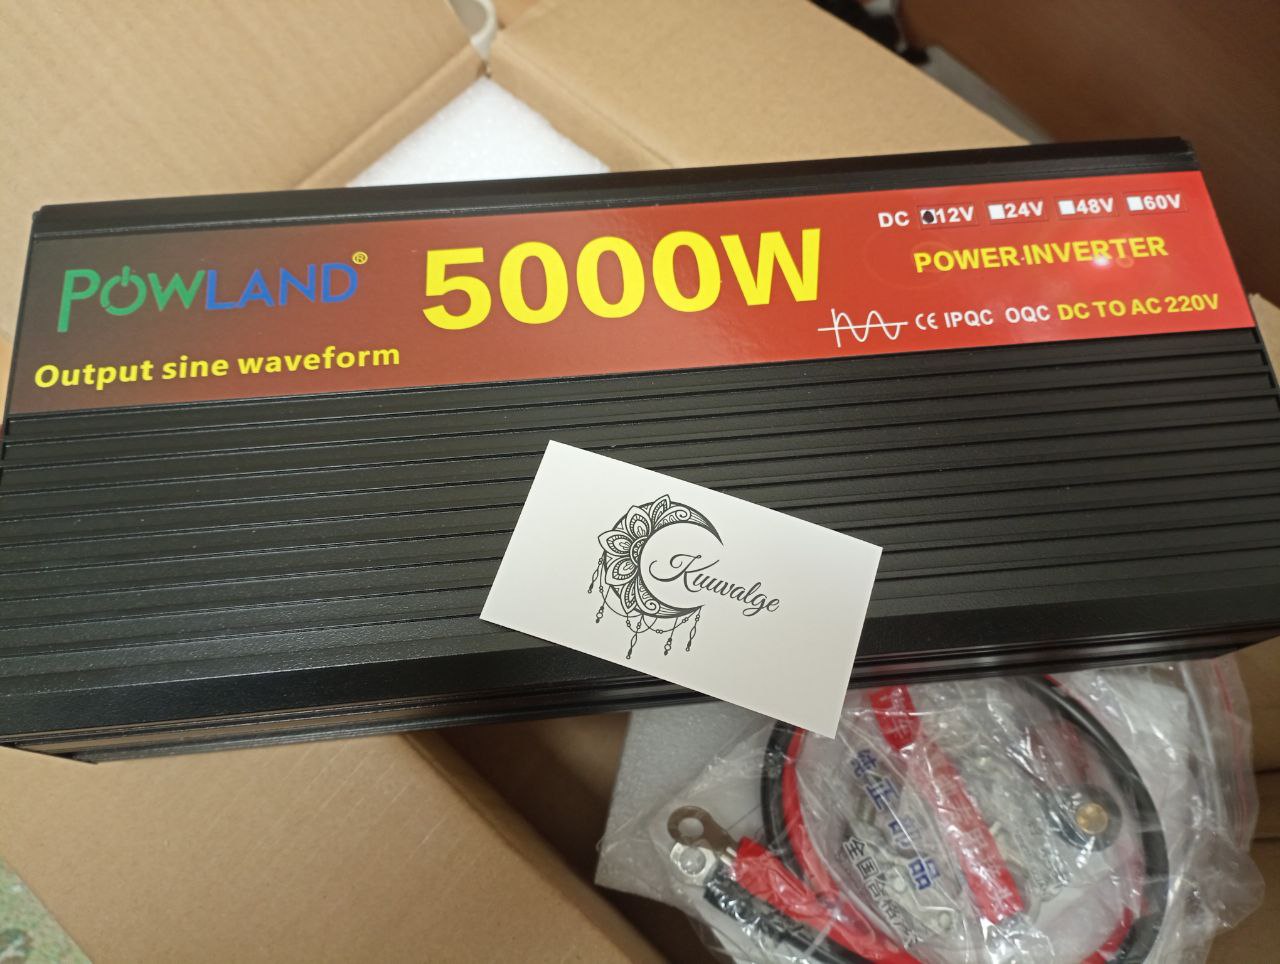 DC 12V 24V 48V 60V
POWLAND®
5000W
POWER INVERTER
Output sine waveform
CE IPQC OQC DC TO AC 220V
Kuuvalge